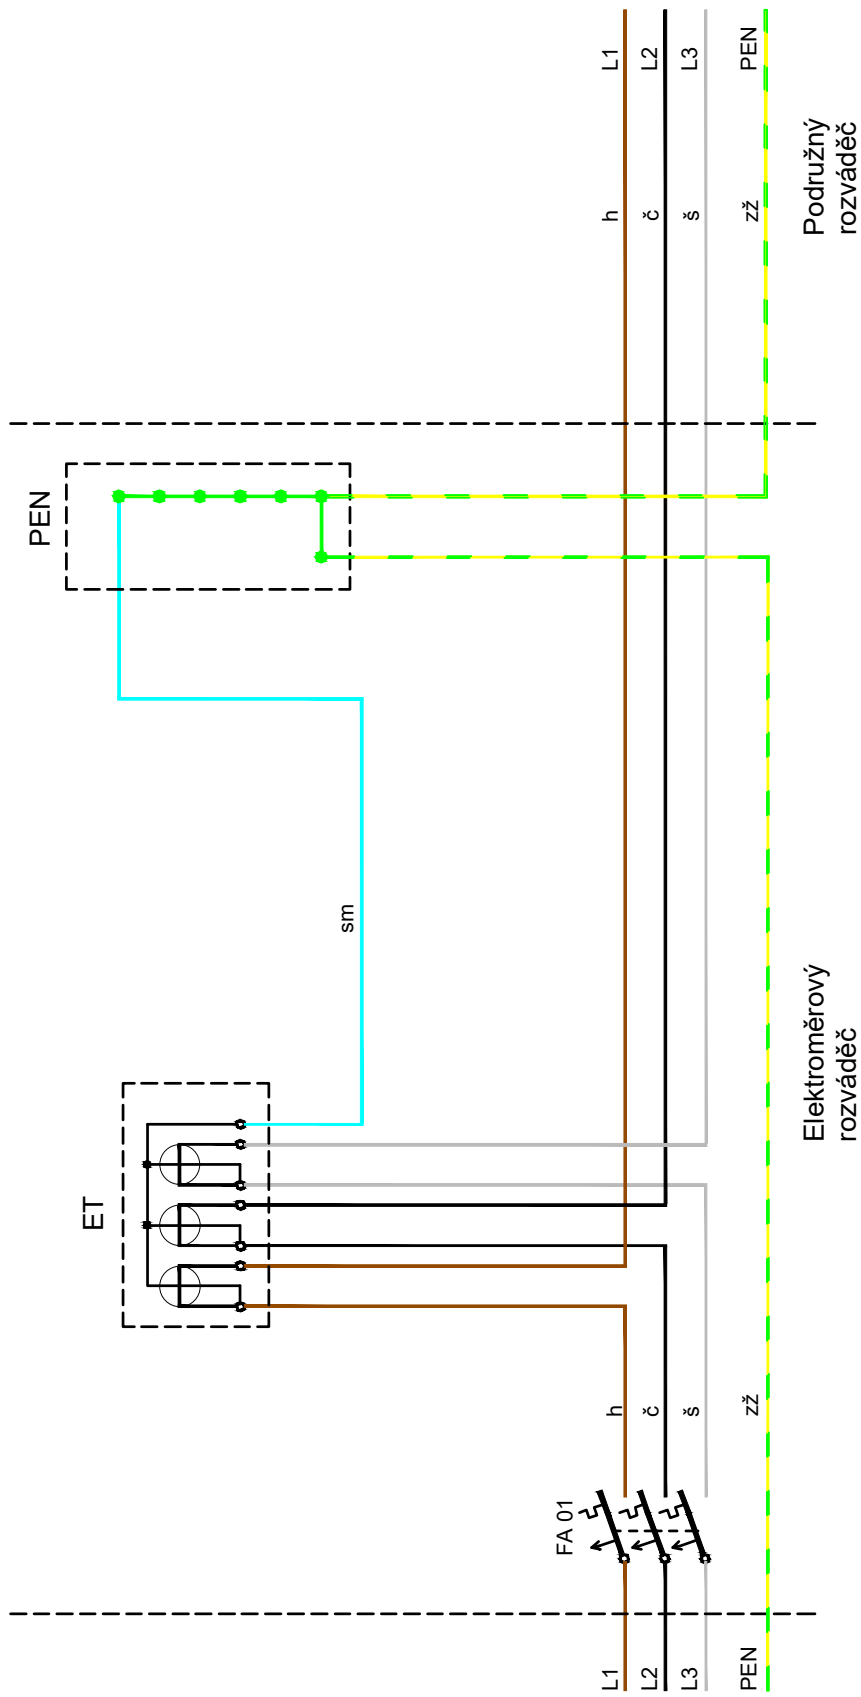 PEN
ET
sm
FA 01
L1
L2
L3
PEN
h
č
š
zž
h
č
š
zž
L1
L2
L3
PEN
Elektroměrový
rozváděč
Podružný
rozváděč